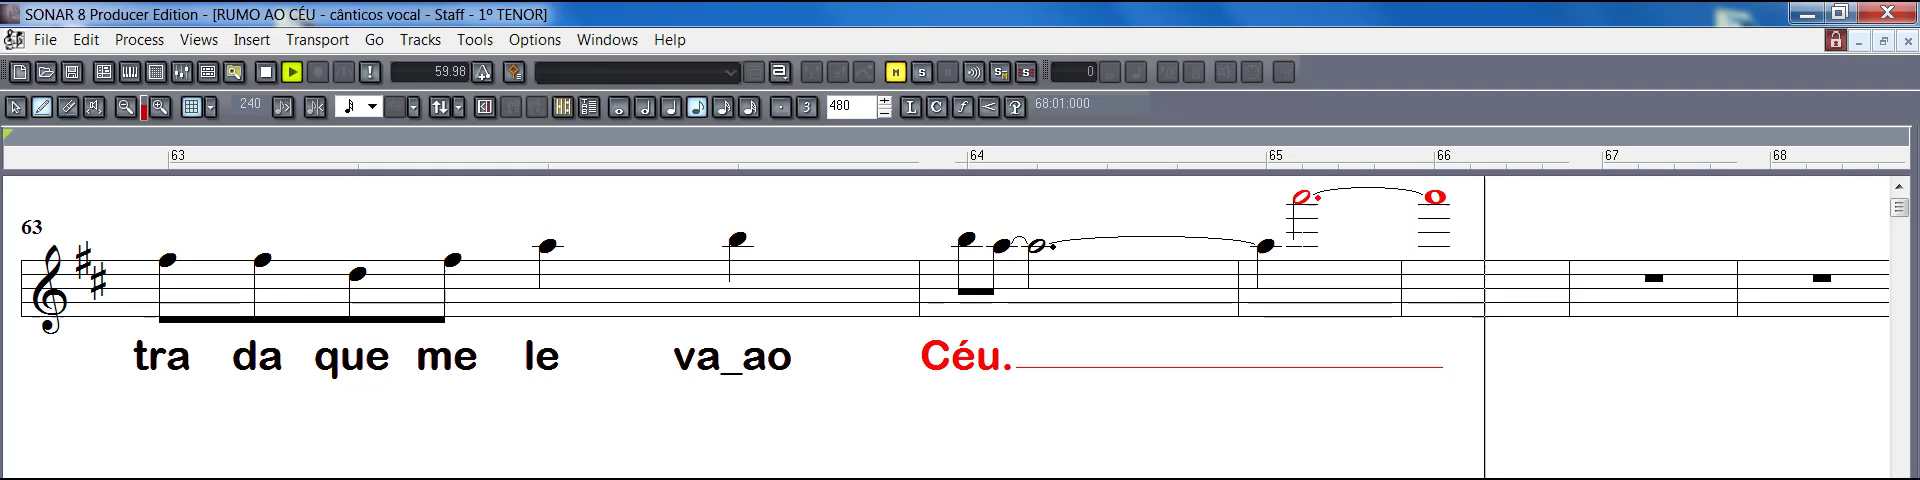 SONAR 8 Producer Edition - [RUMO AO CÉU - cânticos vocal - Staff - 1º TENOR]
File Edit Process Views Insert Transport Go Tracks Tools Options Windows Help
59.98 M S 0
240 3 480 L C f < ? 68:01:000
63 64 65 66 67 68
63
tra da que me le va_ao Céu.